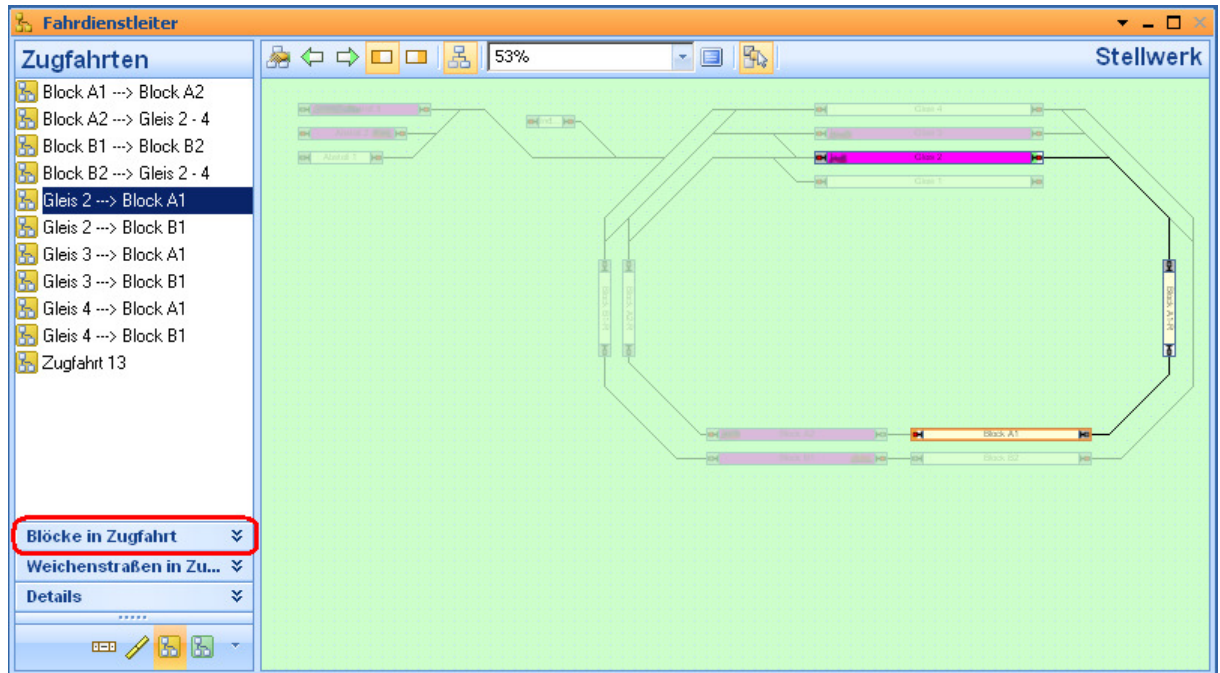 Fahrdienstleiter
Zugfahrten
53%
Stellwerk
Block A1 ---> Block A2
Block A2 ---> Gleis 2 - 4
Block B1 ---> Block B2
Block B2 ---> Gleis 2 - 4
Gleis 2 ---> Block A1
Gleis 2 ---> Block B1
Gleis 3 ---> Block A1
Gleis 3 ---> Block B1
Gleis 4 ---> Block A1
Gleis 4 ---> Block B1
Zugfahrt 13
Blöcke in Zugfahrt
Weichenstraßen in Zu...
Details
Gleis 4
Gleis 2
Gleis 1
Block A1-R
Block A1
Block B2